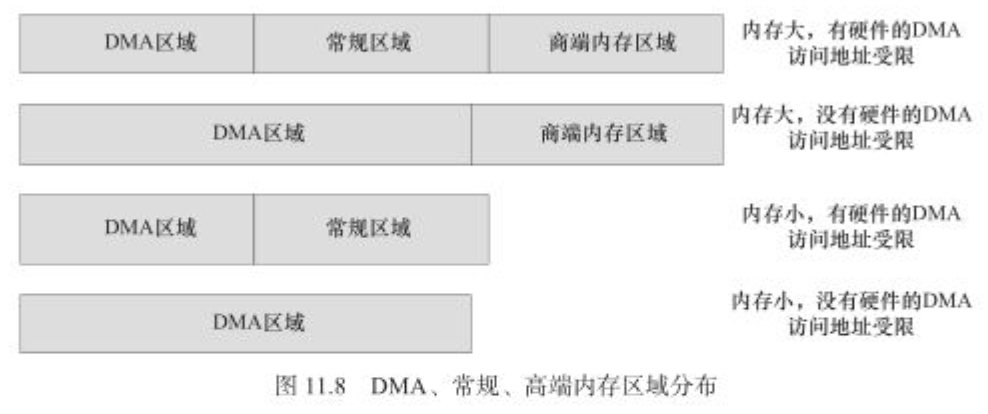 DMA区域 常规区域 商端内存区域 内存大，有硬件的DMA
访问地址受限
DMA区域 商端内存区域 内存大，没有硬件的DMA
访问地址受限
DMA区域 常规区域 内存小，有硬件的DMA
访问地址受限
DMA区域 内存小，没有硬件的DMA
访问地址受限
图 11.8 DMA、常规、高端内存区域分布